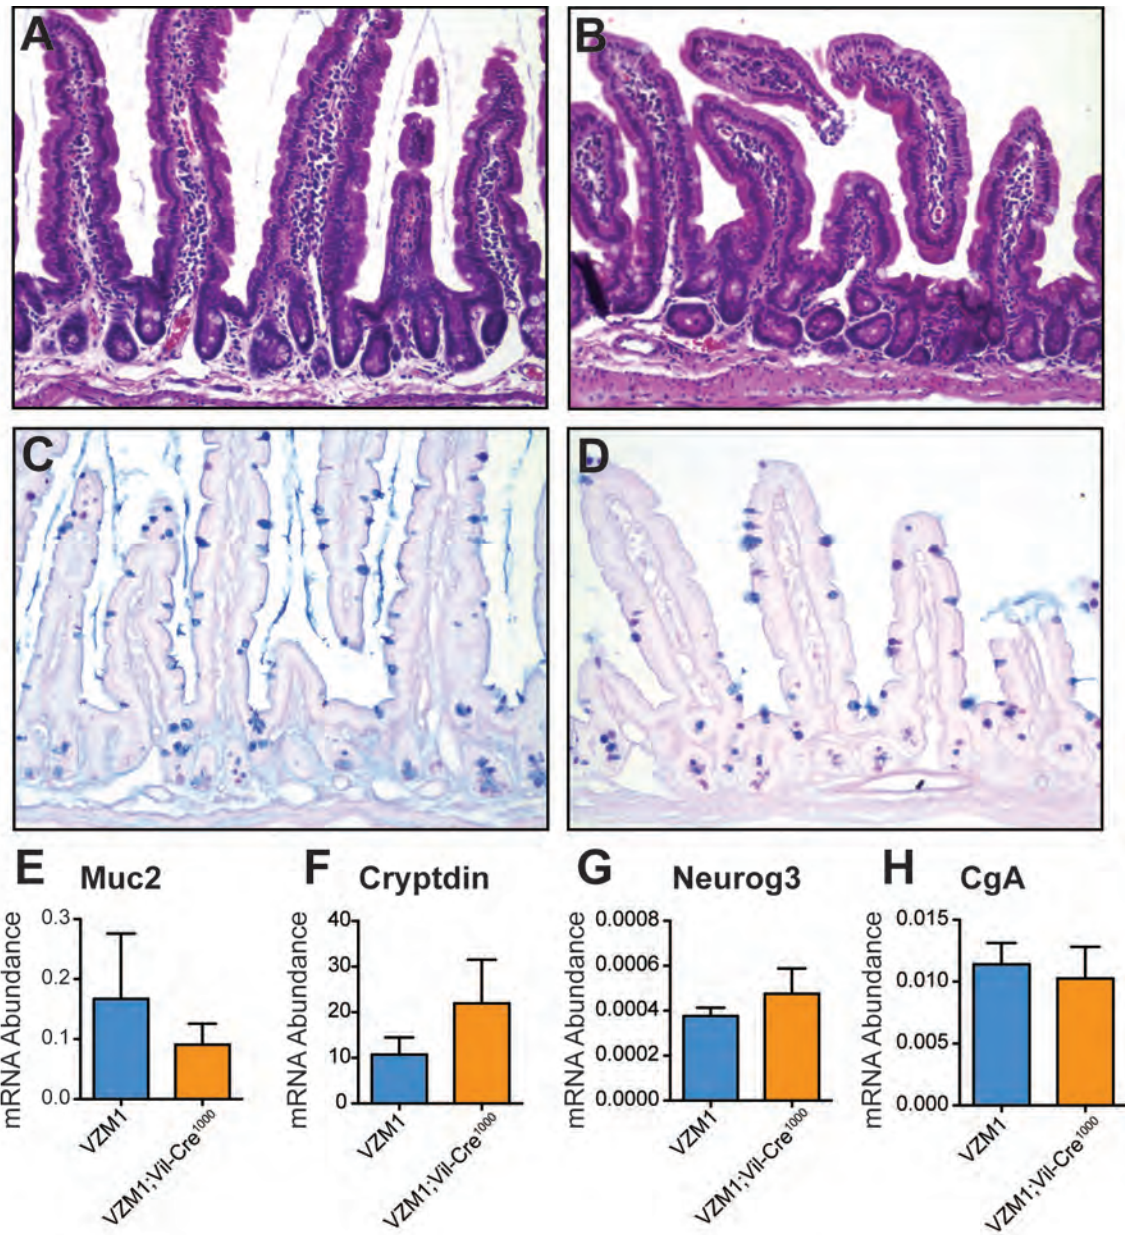 A
B
C
D
E Muc2
F Cryptdin
G Neurog3
H CgA
mRNA Abundance
0.3
0.2
0.1
0.0
VZM1
VZM1;Vil-Cre1000
mRNA Abundance
40
30
20
10
0
VZM1
VZM1;Vil-Cre1000
mRNA Abundance
0.0008
0.0006
0.0004
0.0002
0.0000
VZM1
VZM1;Vil-Cre1000
mRNA Abundance
0.015
0.010
0.005
0.000
VZM1
VZM1;Vil-Cre1000